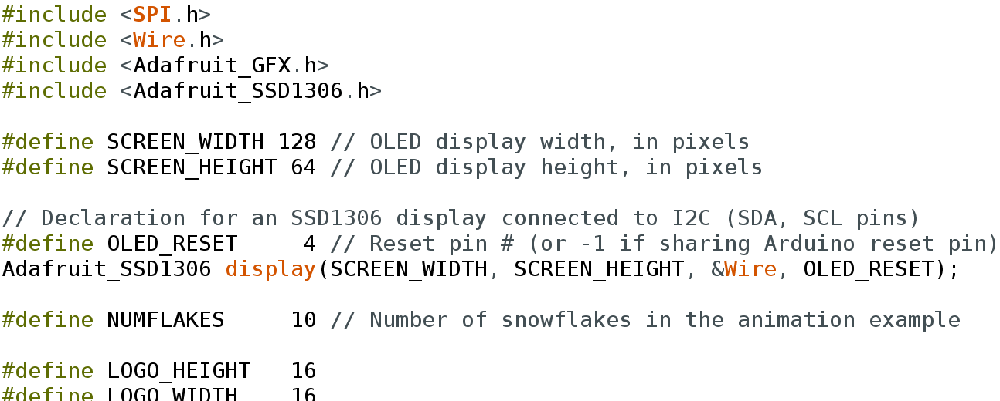 #include <SPI.h>
#include <Wire.h>
#include <Adafruit_GFX.h>
#include <Adafruit_SSD1306.h>
#define SCREEN_WIDTH 128 // OLED display width, in pixels
#define SCREEN_HEIGHT 64 // OLED display height, in pixels
// Declaration for an SSD1306 display connected to I2C (SDA, SCL pins)
#define OLED_RESET     4 // Reset pin # (or -1 if sharing Arduino reset pin)
Adafruit_SSD1306 display(SCREEN_WIDTH, SCREEN_HEIGHT, &Wire, OLED_RESET);
#define NUMFLAKES     10 // Number of snowflakes in the animation example
#define LOGO_HEIGHT   16
#define LOGO_WIDTH    16